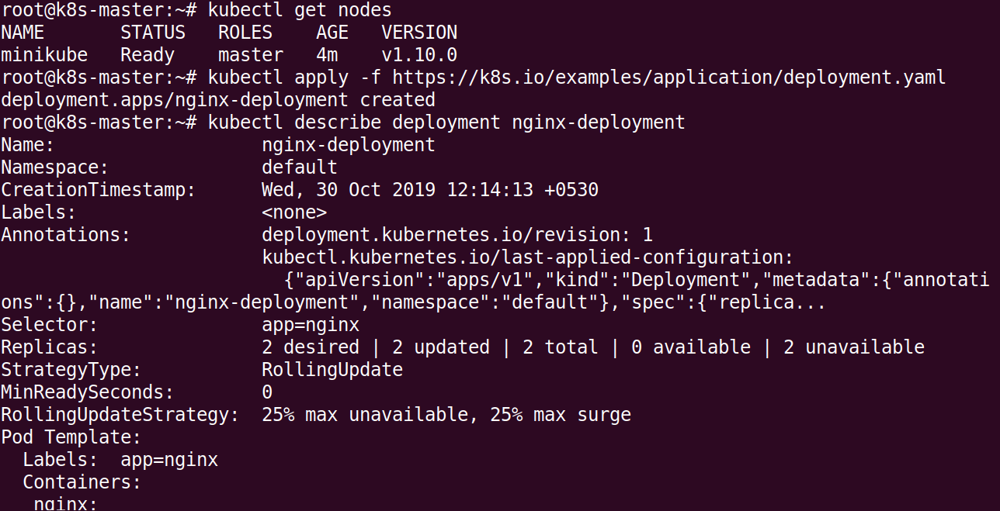 root@k8s-master:~# kubectl get nodes
NAME       STATUS   ROLES    AGE   VERSION
minikube   Ready    master   4m    v1.10.0
root@k8s-master:~# kubectl apply -f https://k8s.io/examples/application/deployment.yaml
deployment.apps/nginx-deployment created
root@k8s-master:~# kubectl describe deployment nginx-deployment
Name:                   nginx-deployment
Namespace:              default
CreationTimestamp:      Wed, 30 Oct 2019 12:14:13 +0530
Labels:                 <none>
Annotations:            deployment.kubernetes.io/revision: 1
                        kubectl.kubernetes.io/last-applied-configuration:
                          {"apiVersion":"apps/v1","kind":"Deployment","metadata":{"annotati
ons":{},"name":"nginx-deployment","namespace":"default"},"spec":{"replica...
Selector:               app=nginx
Replicas:               2 desired | 2 updated | 2 total | 0 available | 2 unavailable
StrategyType:           RollingUpdate
MinReadySeconds:        0
RollingUpdateStrategy:  25% max unavailable, 25% max surge
Pod Template:
  Labels:  app=nginx
  Containers:
   nginx: